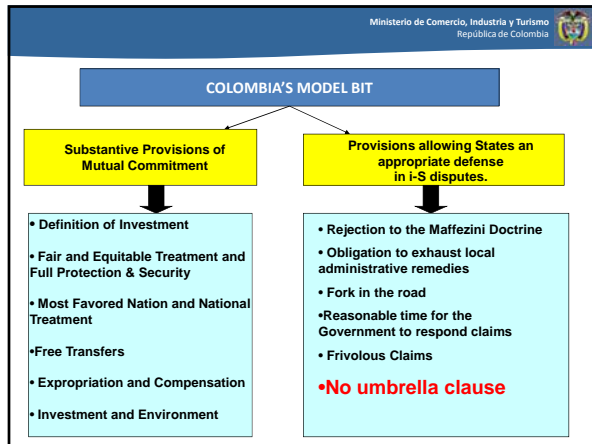 Ministerio de Comercio, Industria y Turismo
República de Colombia
COLOMBIA'S MODEL BIT
Substantive Provisions of
Mutual Commitment
• Definition of Investment
• Fair and Equitable Treatment and
Full Protection & Security
• Most Favored Nation and National
Treatment
•Free Transfers
• Expropriation and Compensation
• Investment and Environment
Provisions allowing States an
appropriate defense
in i-S disputes.
• Rejection to the Maffezini Doctrine
• Obligation to exhaust local
administrative remedies
• Fork in the road
•Reasonable time for the
Government to respond claims
• Frivolous Claims
•No umbrella clause